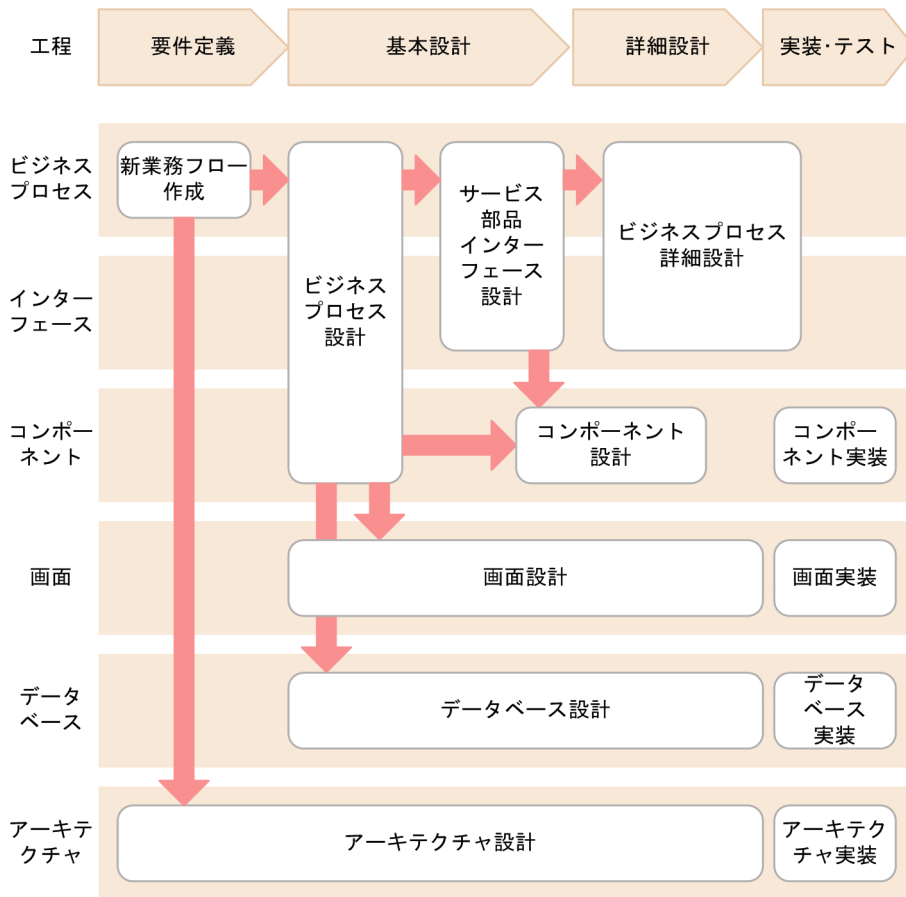 工程
要件定義
基本設計
詳細設計
実装・テスト
ビジネス
プロセス
新業務フロー
作成
ビジネス
プロセス
設計
サービス
部品
インター
フェース
設計
ビジネスプロセス
詳細設計
インター
フェース
コンポー
ネント
コンポーネント
設計
コンポー
ネント実装
画面
画面設計
画面実装
データ
ベース
データベース設計
データ
ベース
実装
アーキテ
クチャ
アーキテクチャ設計
アーキテク
チャ実装